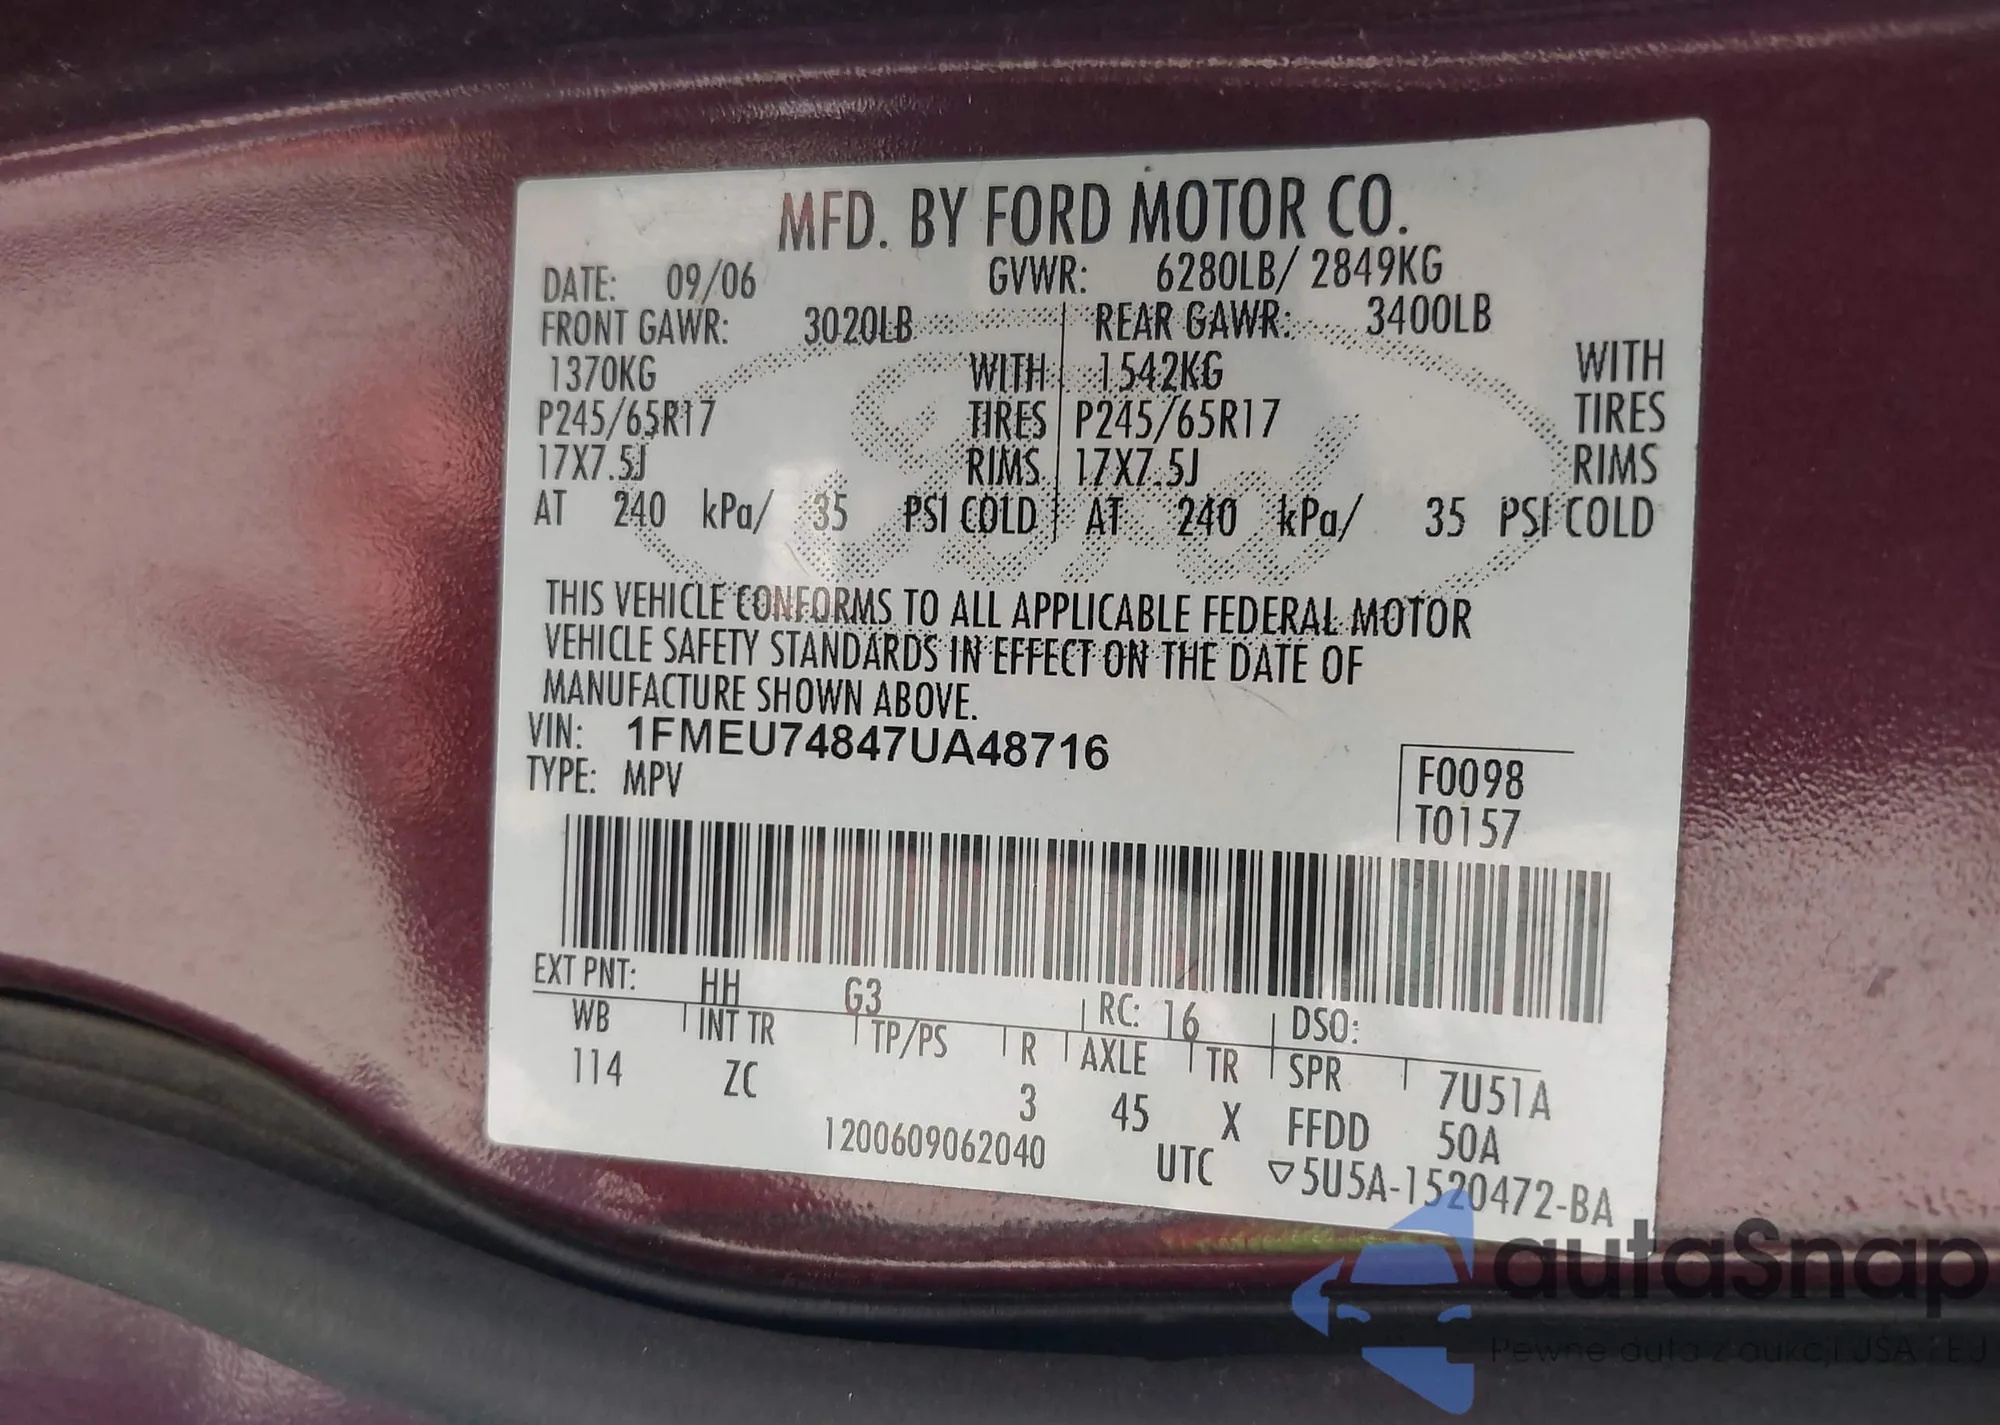 MFD. BY FORD MOTOR CO.
DATE: 09/06 GVWR: 6280LB/ 2849KG
FRONT GAWR: 3020LB REAR GAWR: 3400LB
1370KG WITH 1542KG WITH
P245/65R17 TIRES P245/65R17 TIRES
17X7.5J RIMS 17X7.5J RIMS
AT 240 kPa/ 35 PSI COLD AT 240 kPa/ 35 PSI COLD
THIS VEHICLE CONFORMS TO ALL APPLICABLE FEDERAL MOTOR
VEHICLE SAFETY STANDARDS IN EFFECT ON THE DATE OF
MANUFACTURE SHOWN ABOVE.
VIN: 1FMEU74847UA48716
TYPE: MPV
F0098
T0157
EXT PNT: HH G3 RC: 16 DSO:
WB INT TR TP/PS R AXLE TR SPR 7U51A
114 ZC 3 45 X FFDD 50A
1200609062040 UTC ▽5U5A-1520472-BA
autaSnap
Pewne auta z aukcji USA i EU